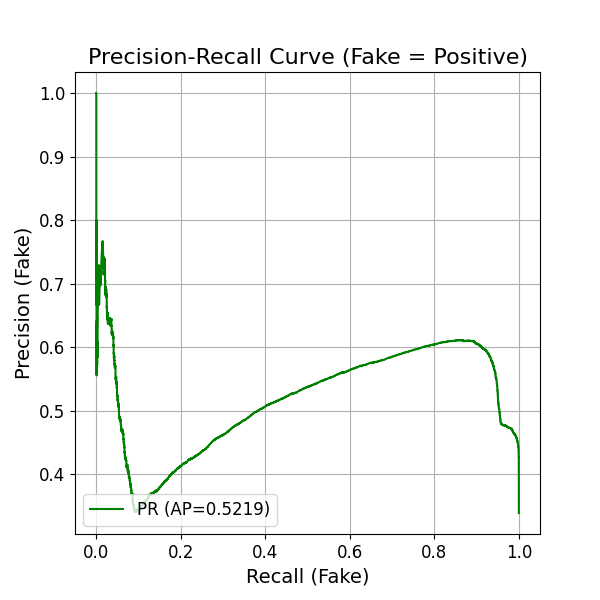 Precision-Recall Curve (Fake = Positive)
1.0
0.9
0.8
0.7
0.6
0.5
0.4
Precision (Fake)
PR (AP=0.5219)
0.0 0.2 0.4 0.6 0.8 1.0
Recall (Fake)